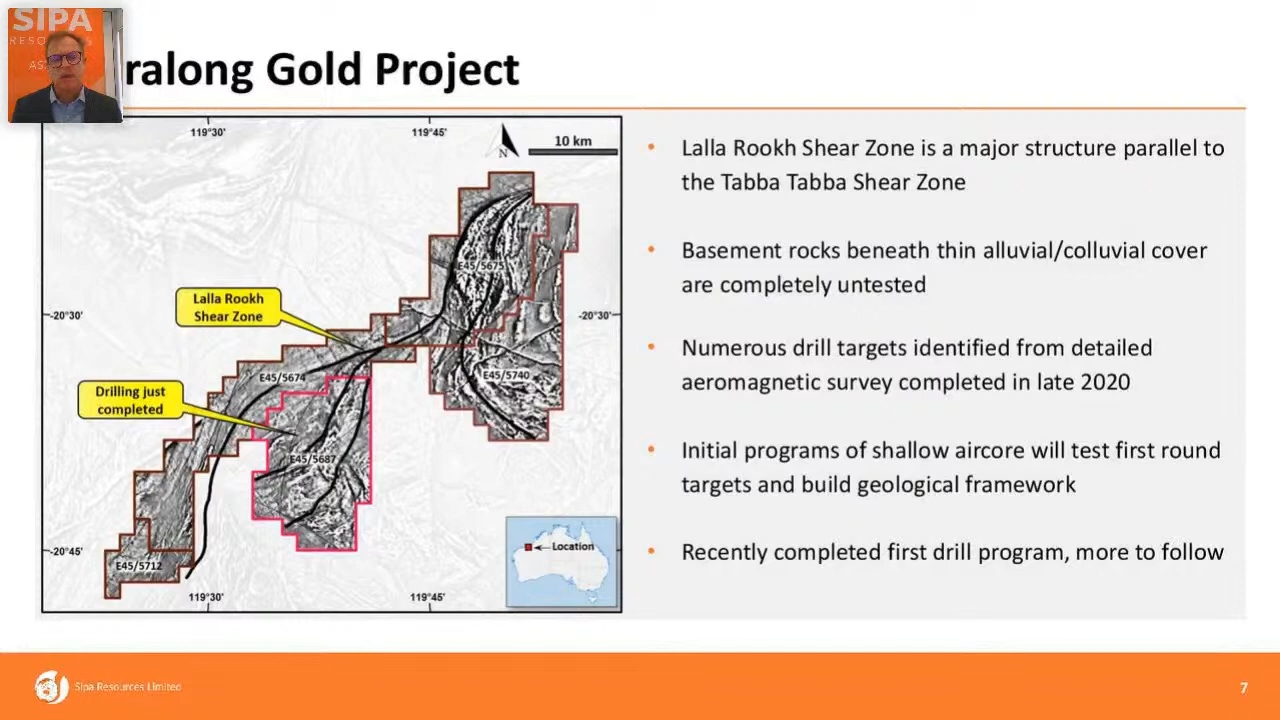 SIPA
RESOURCES
ralong Gold Project
119°30'
119°45'
10 km
N
E45/5675
Lalla Rookh
Shear Zone
-20°30'
-20°30'
E45/5674
E45/5740
Drilling just
completed
E45/5687
Location
-20°45'
E45/5712
119°30'
119°45'
• Lalla Rookh Shear Zone is a major structure parallel to
the Tabba Tabba Shear Zone
• Basement rocks beneath thin alluvial/colluvial cover
are completely untested
• Numerous drill targets identified from detailed
aeromagnetic survey completed in late 2020
• Initial programs of shallow aircore will test first round
targets and build geological framework
• Recently completed first drill program, more to follow
Sipa Resources Limited
7